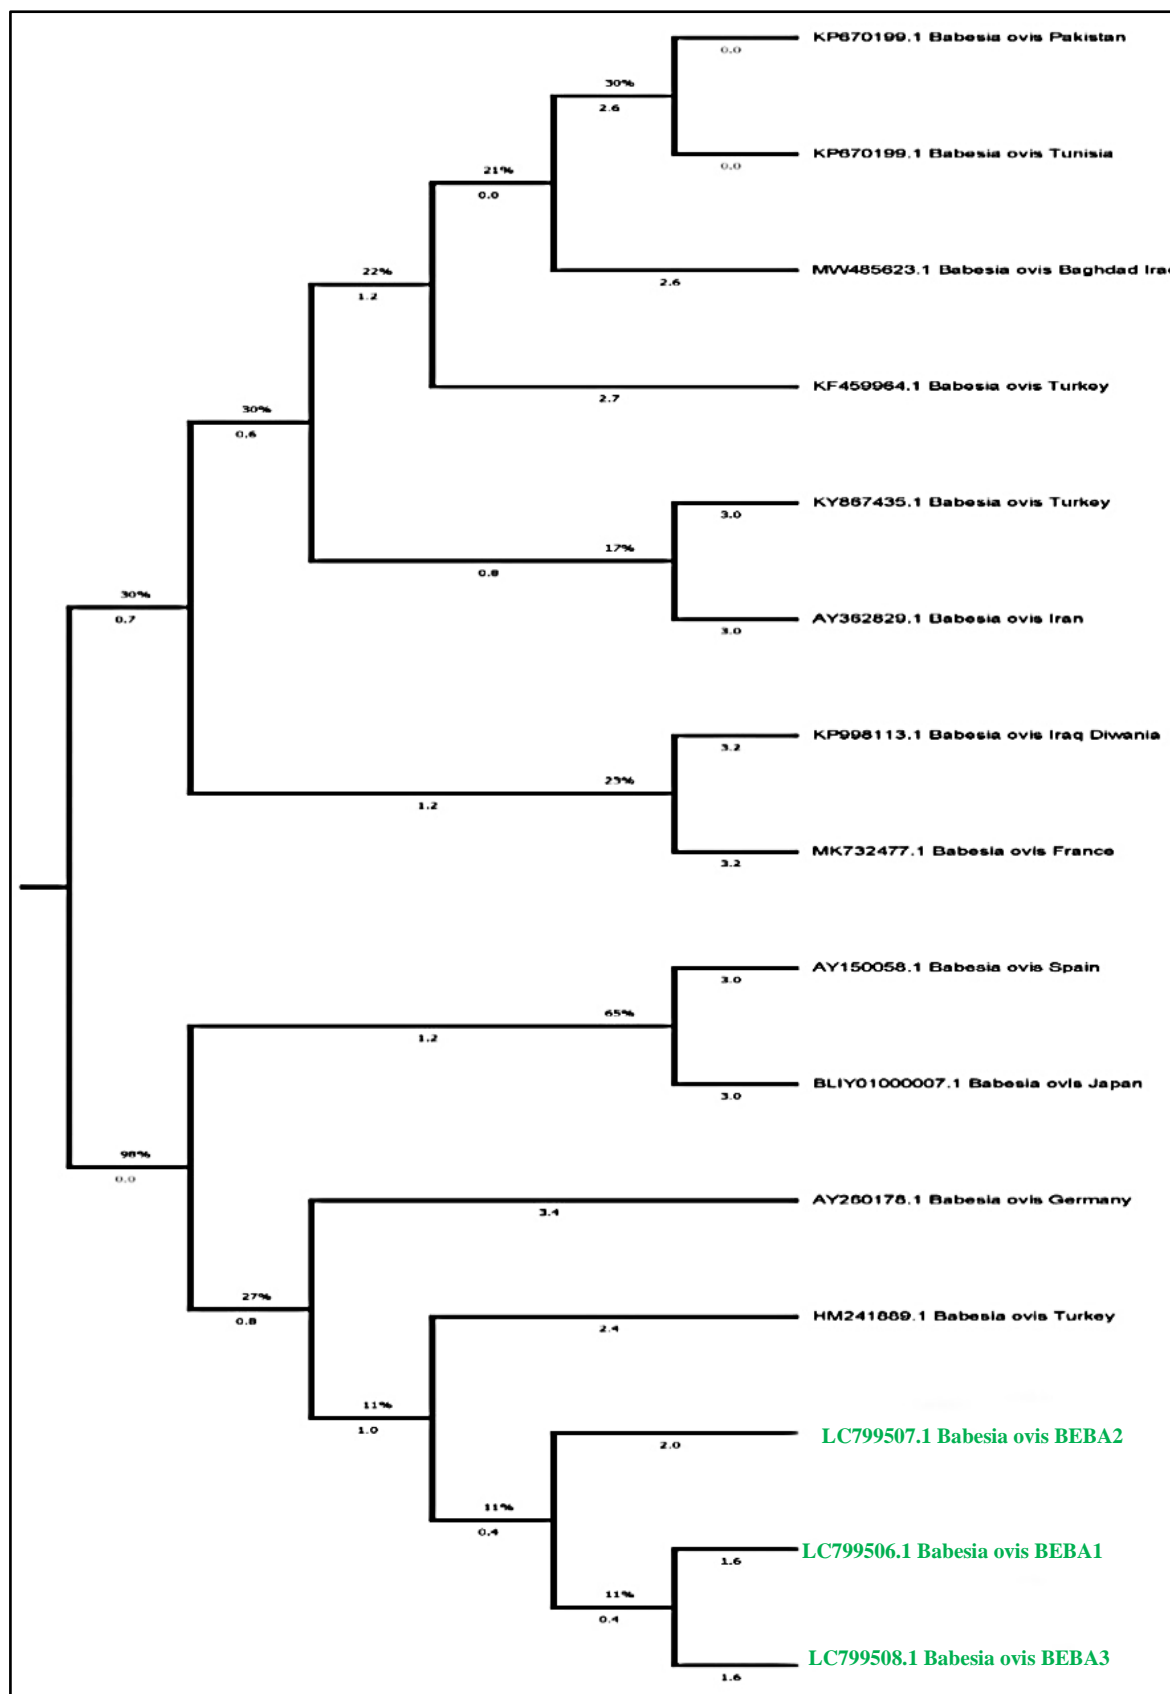 KP670199.1 Babesia ovis Pakistan
0.0
30%
2.6
KP670199.1 Babesia ovis Tunisia
0.0
21%
0.0
MW485623.1 Babesia ovis Baghdad Iraq
2.6
22%
1.2
KF459964.1 Babesia ovis Turkey
2.7
30%
0.6
KY867435.1 Babesia ovis Turkey
3.0
17%
0.8
30%
0.7
AY362829.1 Babesia ovis Iran
3.0
KP998113.1 Babesia ovis Iraq Diwania
3.2
23%
1.2
MK732477.1 Babesia ovis France
3.2
AY150058.1 Babesia ovis Spain
3.0
65%
1.2
BLIY01000007.1 Babesia ovis Japan
3.0
98%
0.0
AY260178.1 Babesia ovis Germany
3.4
27%
0.8
HM241889.1 Babesia ovis Turkey
2.4
11%
1.0
LC799507.1 Babesia ovis BEBA2
2.0
11%
0.4
LC799506.1 Babesia ovis BEBA1
1.6
11%
0.4
LC799508.1 Babesia ovis BEBA3
1.6